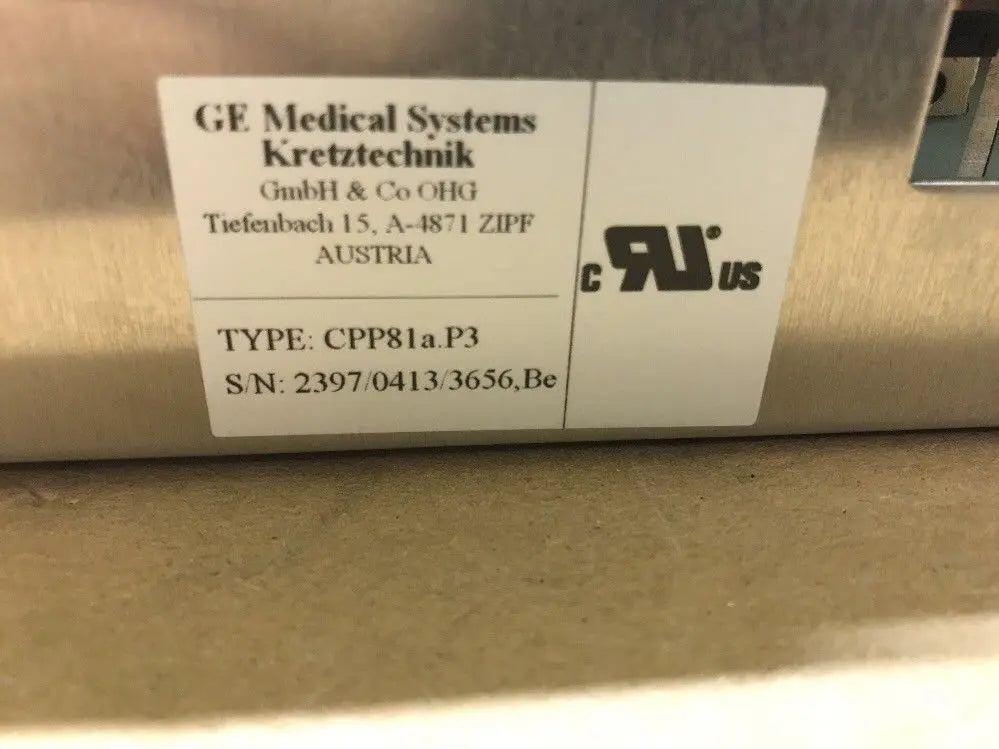 GE Medical Systems
Kretztechnik
GmbH & Co OHG
Tiefenbach 15, A-4871 ZIPF
AUSTRIA
TYPE: CPP81a.P3
S/N: 2397/0413/3656,Be
c RU® US